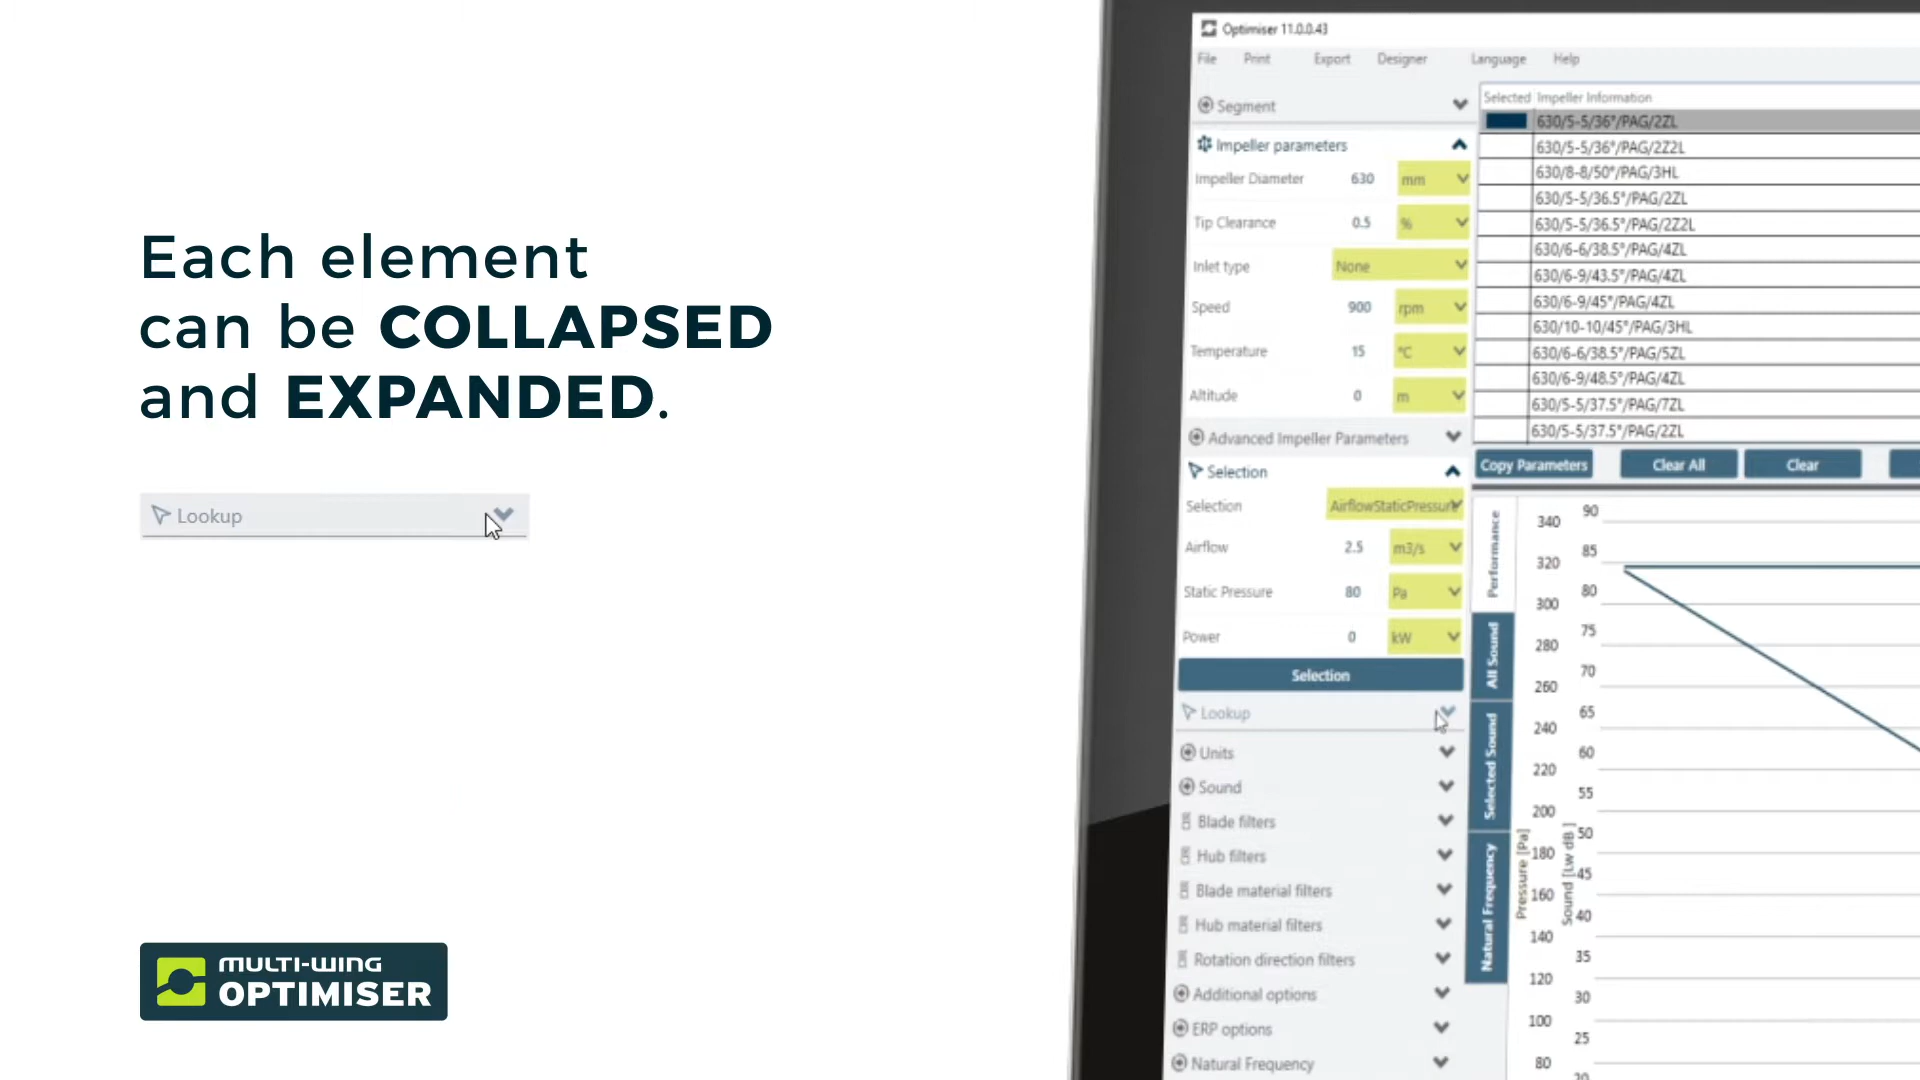 Each element
can be COLLAPSED
and EXPANDED.
Lookup
MULTI-WING
OPTIMISER
Optimiser 11.0.0.43
File Print Export Designer Language Help
Segment
Impeller parameters
Impeller Diameter 630 mm
Tip Clearance 0.5 %
Inlet type None
Speed 900 rpm
Temperature 15 °C
Altitude 0 m
Advanced Impeller Parameters
Selection
Selection AirflowStaticPressure
Airflow 2.5 m3/s
Static Pressure 80 Pa
Power 0 kW
Selection
Lookup
Units
Sound
Blade filters
Hub filters
Blade material filters
Hub material filters
Rotation direction filters
Additional options
ERP options
Natural Frequency
Selected Impeller Information
630/5-5/36°/PAG/2ZL
630/5-5/36°/PAG/2Z2L
630/8-8/50°/PAG/3HL
630/5-5/36.5°/PAG/2ZL
630/5-5/36.5°/PAG/2Z2L
630/6-6/38.5°/PAG/4ZL
630/6-9/43.5°/PAG/4ZL
630/6-9/45°/PAG/4ZL
630/10-10/45°/PAG/3HL
630/6-6/38.5°/PAG/5ZL
630/6-9/48.5°/PAG/4ZL
630/5-5/37.5°/PAG/7ZL
630/5-5/37.5°/PAG/2ZL
Copy Parameters Clear All Clear
Performance
All Sound
Selected Sound
Natural Frequency
Pressure [Pa]
340
320
300
280
260
240
220
200
180
160
140
120
100
80
Sound [Lw dB ]
90
85
80
75
70
65
60
55
50
45
40
35
30
25
20